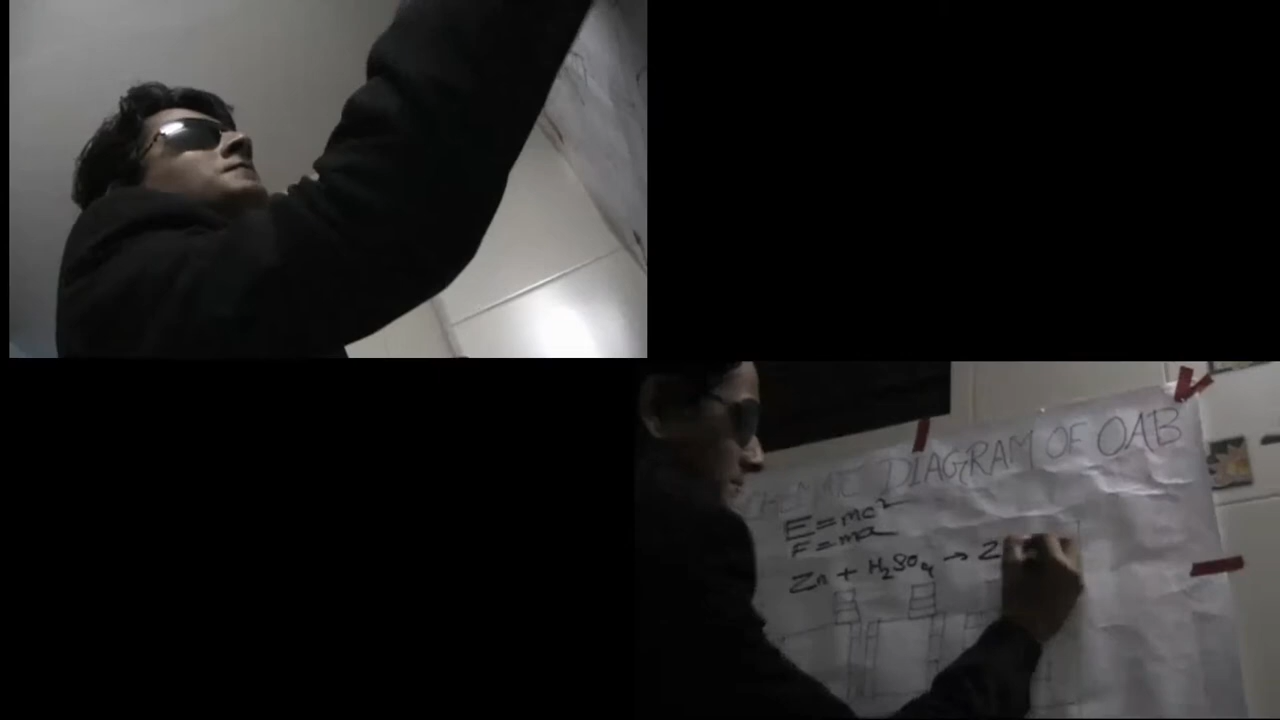 DIAGRAM OF OAB
E = mc²
F = ma
Zn + H₂SO₄ → Z